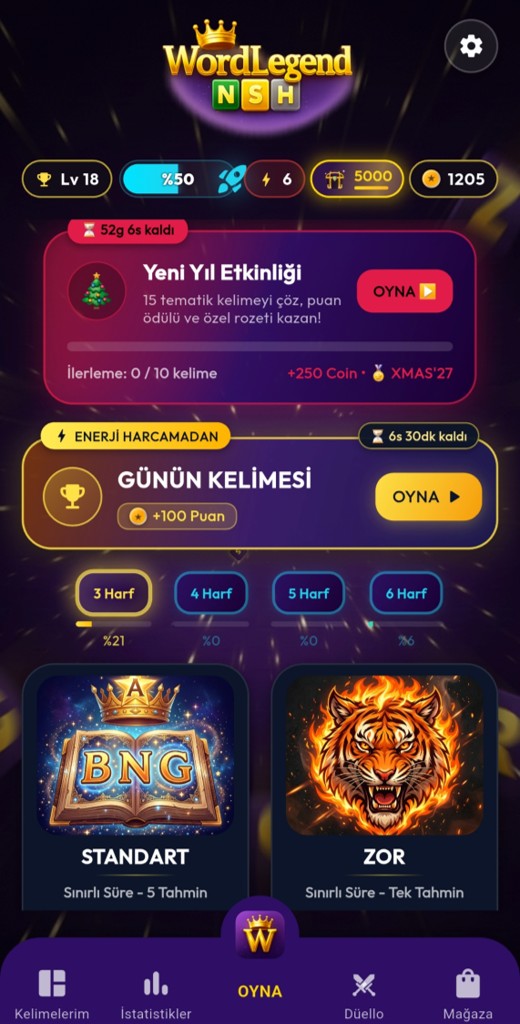 WordLegend
N S H
Lv 18
%50
6
5000
1205
52g 6s kaldı
Yeni Yıl Etkinliği
15 tematik kelimeyi çöz, puan
ödülü ve özel rozeti kazan!
OYNA
İlerleme: 0 / 10 kelime
+250 Coin • 🏅 XMAS'27
ENERJİ HARCAMADAN
6s 30dk kaldı
GÜNÜN KELİMESİ
+100 Puan
OYNA
3 Harf
4 Harf
5 Harf
6 Harf
%21
%0
%0
%6
A
BNG
STANDART
ZOR
Sınırlı Süre - 5 Tahmin
Sınırlı Süre - Tek Tahmin
W
Kelimelerim
İstatistikler
OYNA
Düello
Mağaza